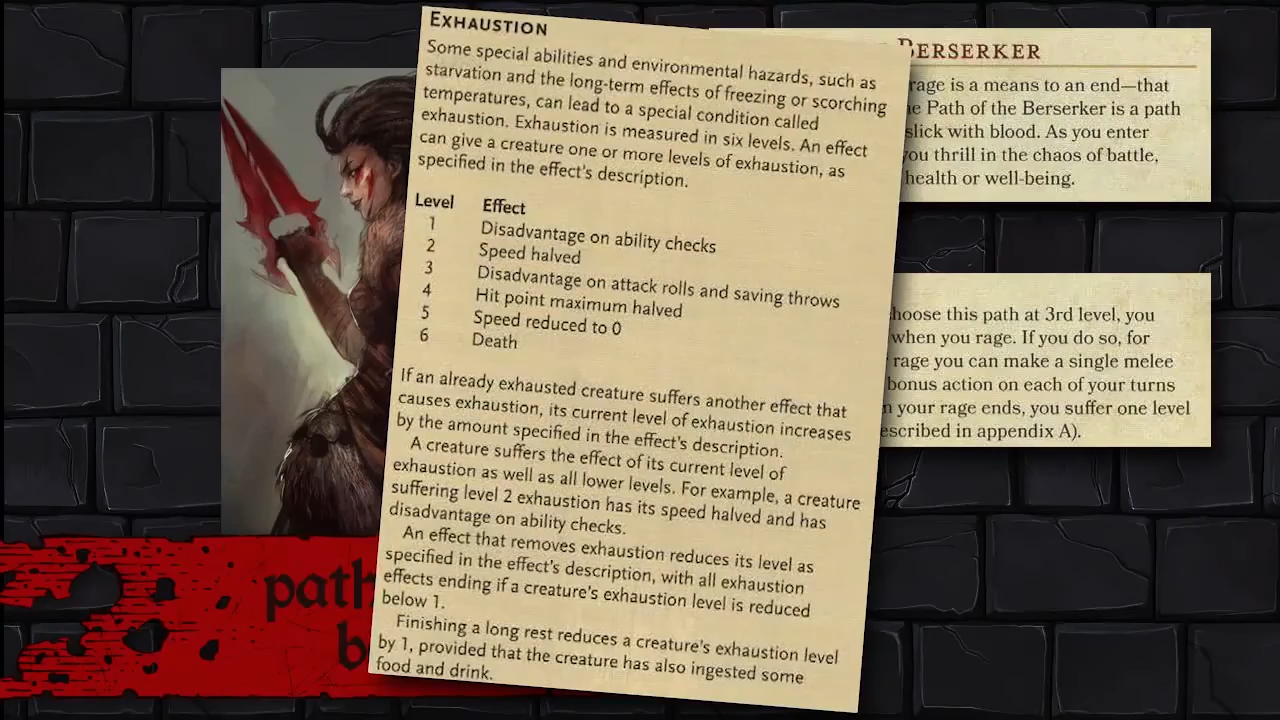 EXHAUSTION
Some special abilities and environmental hazards, such as
starvation and the long-term effects of freezing or scorching
temperatures, can lead to a special condition called
exhaustion. Exhaustion is measured in six levels. An effect
can give a creature one or more levels of exhaustion, as
specified in the effect's description.
Level Effect
1 Disadvantage on ability checks
2 Speed halved
3 Disadvantage on attack rolls and saving throws
4 Hit point maximum halved
5 Speed reduced to 0
6 Death
If an already exhausted creature suffers another effect that
causes exhaustion, its current level of exhaustion increases
by the amount specified in the effect's description.
A creature suffers the effect of its current level of
exhaustion as well as all lower levels. For example, a creature
suffering level 2 exhaustion has its speed halved and has
disadvantage on ability checks.
An effect that removes exhaustion reduces its level as
specified in the effect's description, with all exhaustion
effects ending if a creature's exhaustion level is reduced
below 1.
Finishing a long rest reduces a creature's exhaustion level
by 1, provided that the creature has also ingested some
food and drink.
BERSERKER
rage is a means to an end—that
Path of the Berserker is a path
slick with blood. As you enter
you thrill in the chaos of battle,
health or well-being.
choose this path at 3rd level, you
when you rage. If you do so, for
rage you can make a single melee
bonus action on each of your turns
your rage ends, you suffer one level
described in appendix A).
path